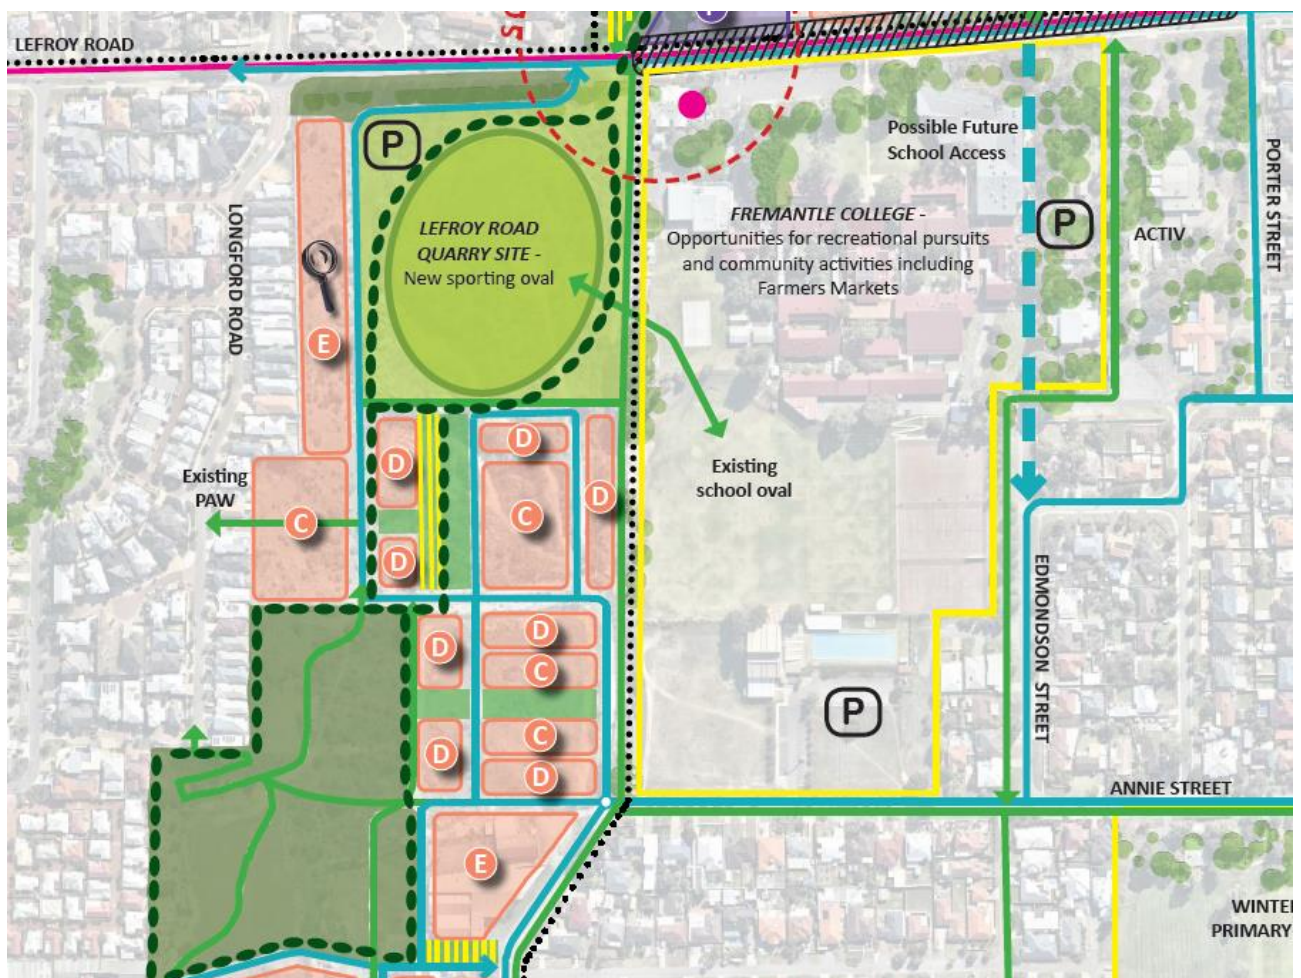 LEFROY ROAD
P
LEFROY ROAD
QUARRY SITE -
New sporting oval
LONGFORD ROAD
E
FREMANTLE COLLEGE -
Opportunities for recreational pursuits
and community activities including
Farmers Markets
Possible Future
School Access
P
ACTIV
PORTER STREET
Existing
PAW
C
D
D
D
C
D
Existing
school oval
D
D
D
C
C
D
E
P
EDMONDSON STREET
ANNIE STREET
PRIMARY